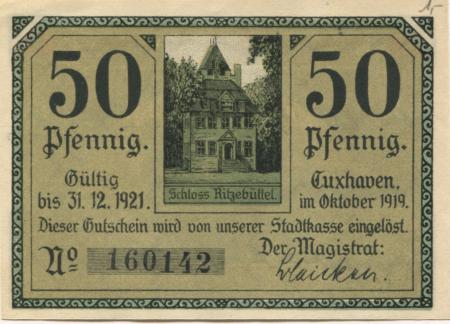 50 50
Pfennig. Pfennig.
Schloss Ritzebüttel.
Gültig
bis 31. 12. 1921.
Cuxhaven,
im Oktober 1919.
Dieser Gutschein wird von unserer Stadtkasse eingelöst.
Der Magistrat:
No 160142